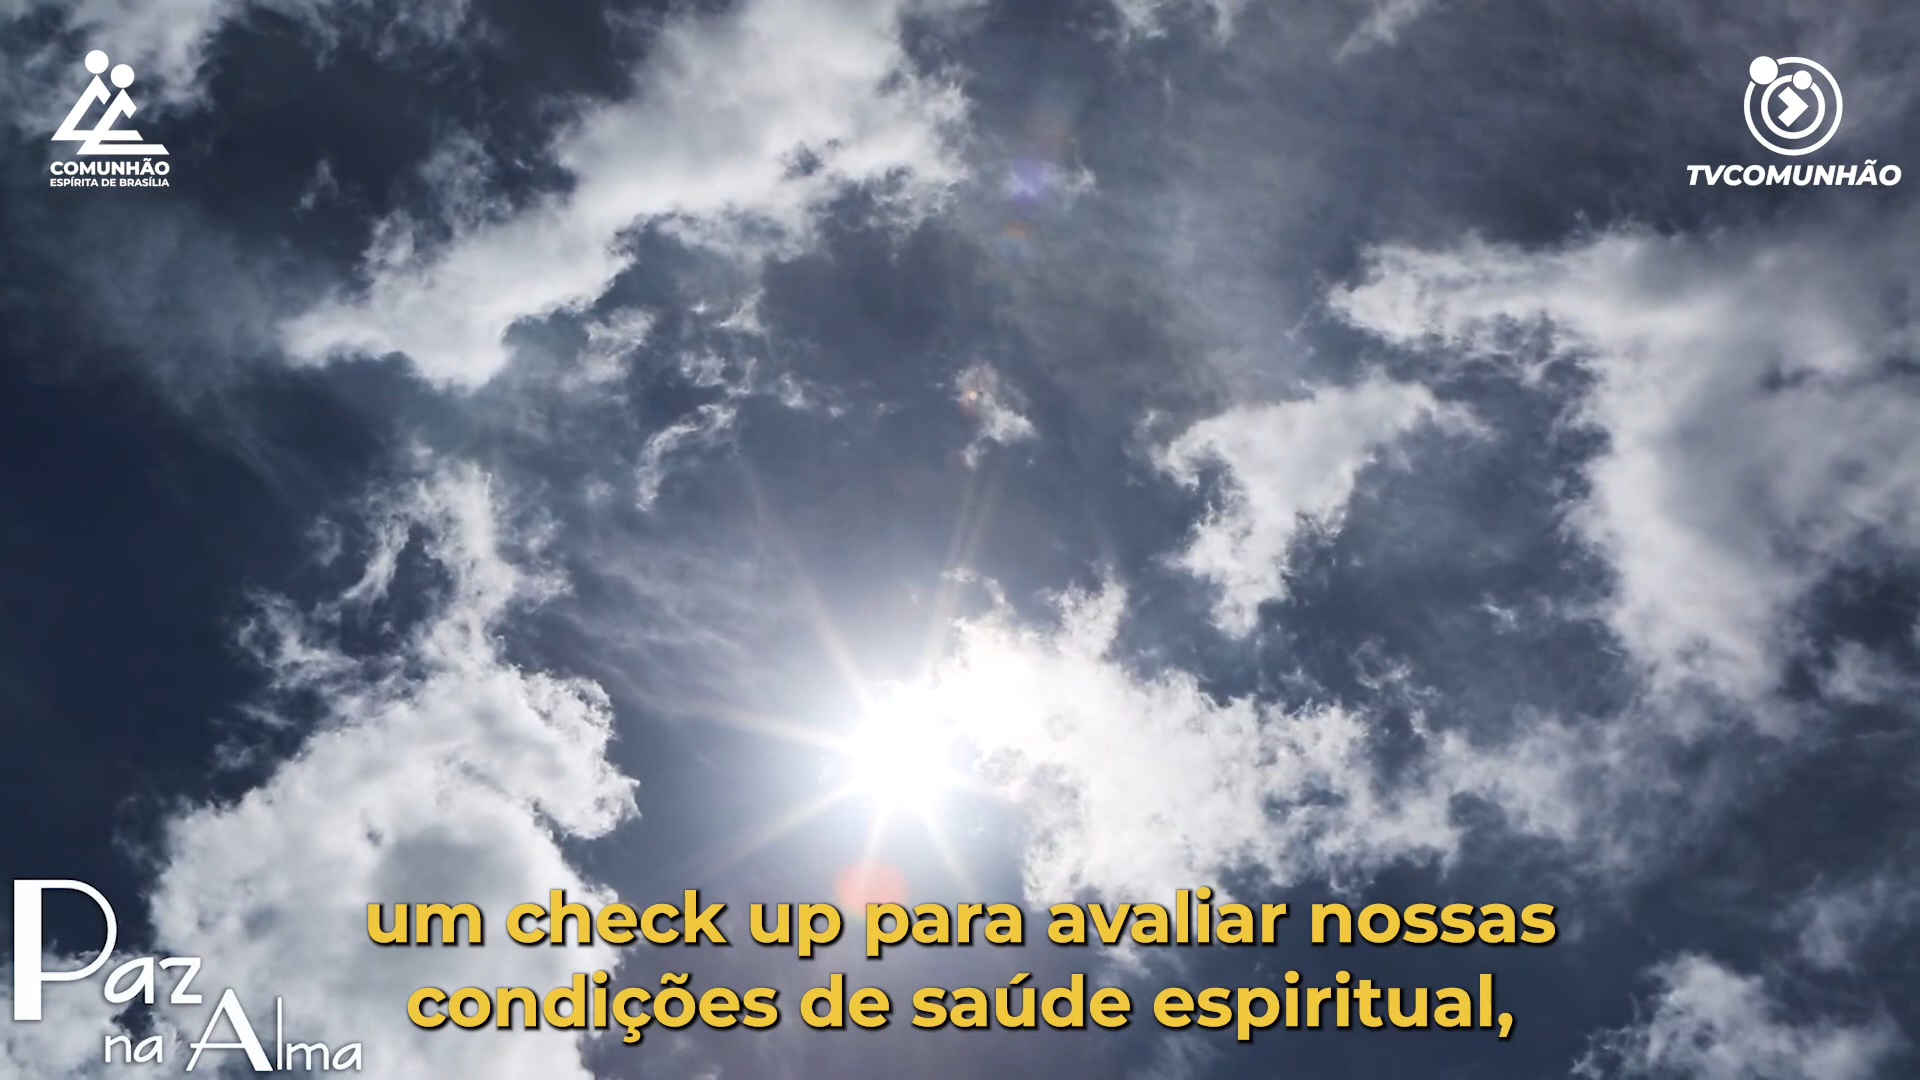 COMUNHÃO
ESPÍRITA DE BRASÍLIA
TVCOMUNHÃO
um check up para avaliar nossas
condições de saúde espiritual,
Paz
na Alma